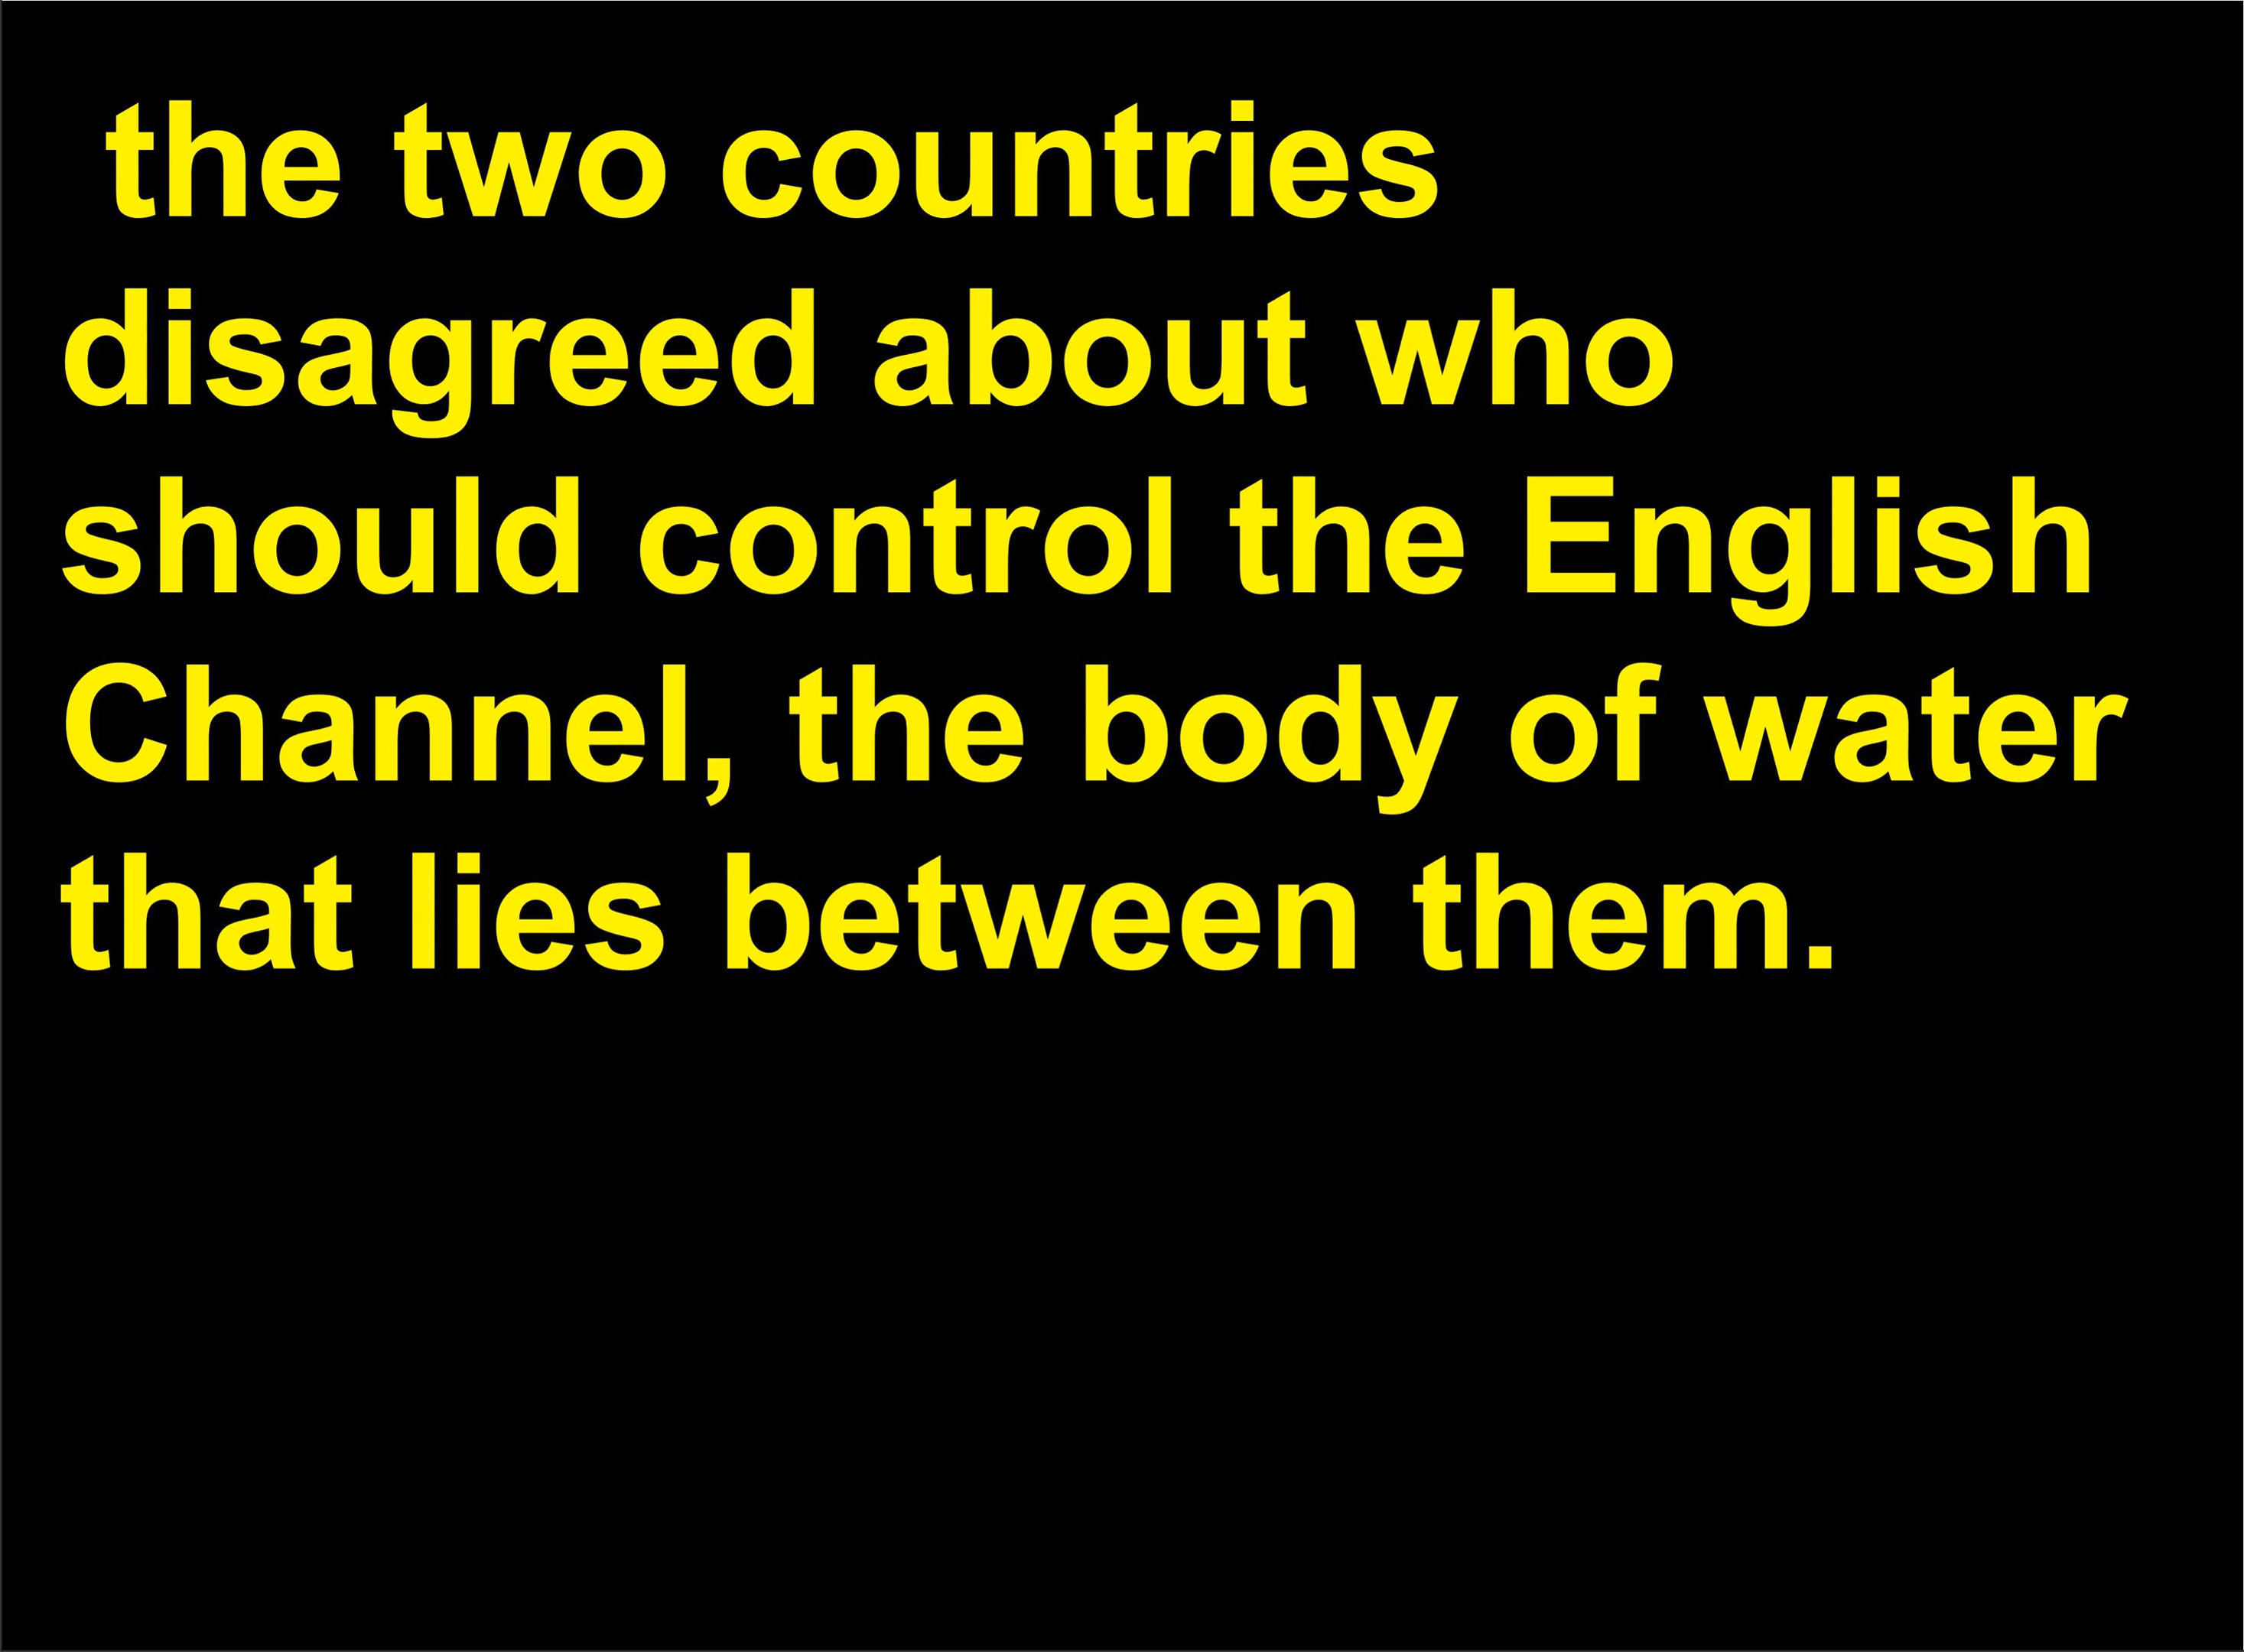 the two countries
disagreed about who
should control the English
Channel, the body of water
that lies between them.